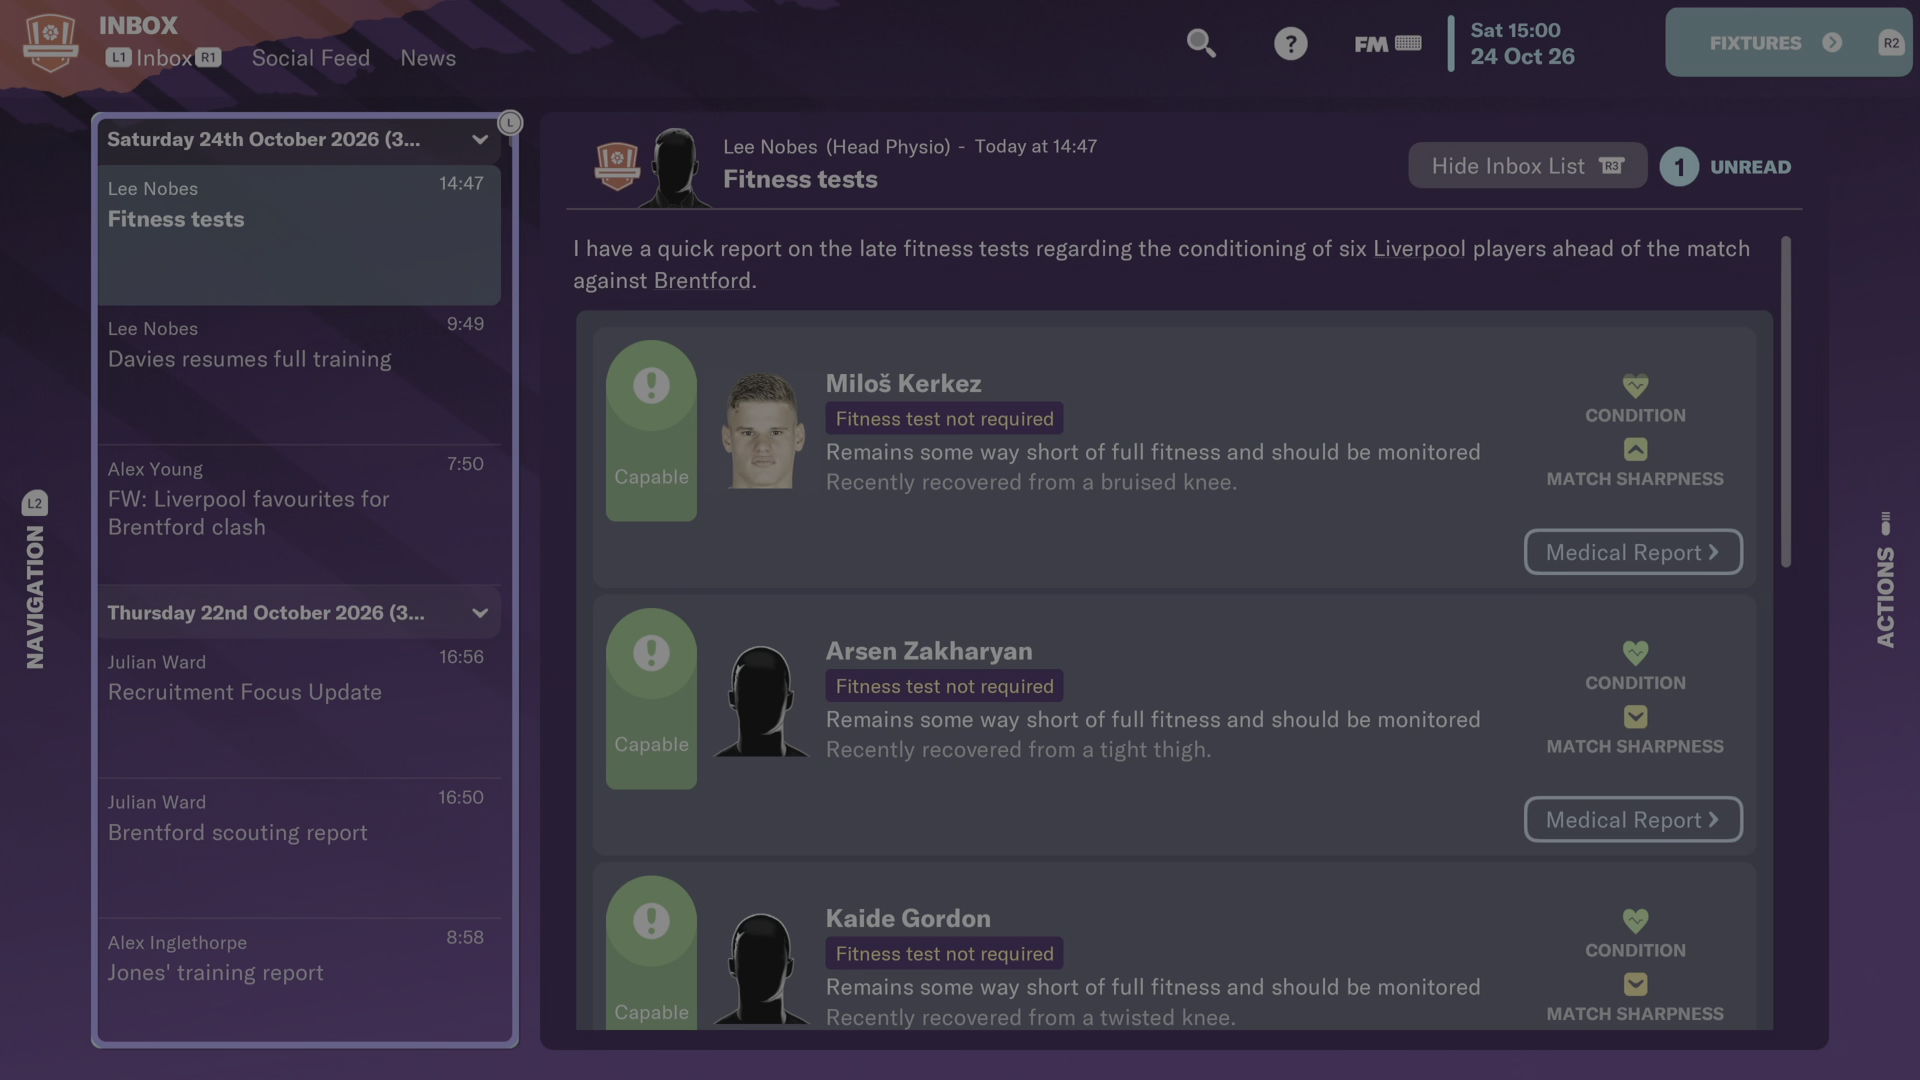 INBOX
L1 Inbox R1 Social Feed News
?
FM
Sat 15:00
24 Oct 26
FIXTURES
R2
L2
NAVIGATION
L
Saturday 24th October 2026 (3...
Lee Nobes 14:47
Fitness tests
Lee Nobes 9:49
Davies resumes full training
Alex Young 7:50
FW: Liverpool favourites for
Brentford clash
Thursday 22nd October 2026 (3...
Julian Ward 16:56
Recruitment Focus Update
Julian Ward 16:50
Brentford scouting report
Alex Inglethorpe 8:58
Jones' training report
Lee Nobes (Head Physio) - Today at 14:47
Fitness tests
Hide Inbox List R3
1 UNREAD
I have a quick report on the late fitness tests regarding the conditioning of six Liverpool players ahead of the match
against Brentford.
Capable
Miloš Kerkez
Fitness test not required
Remains some way short of full fitness and should be monitored
Recently recovered from a bruised knee.
CONDITION
MATCH SHARPNESS
Medical Report
Capable
Arsen Zakharyan
Fitness test not required
Remains some way short of full fitness and should be monitored
Recently recovered from a tight thigh.
CONDITION
MATCH SHARPNESS
Medical Report
Capable
Kaide Gordon
Fitness test not required
Remains some way short of full fitness and should be monitored
Recently recovered from a twisted knee.
CONDITION
MATCH SHARPNESS
ACTIONS